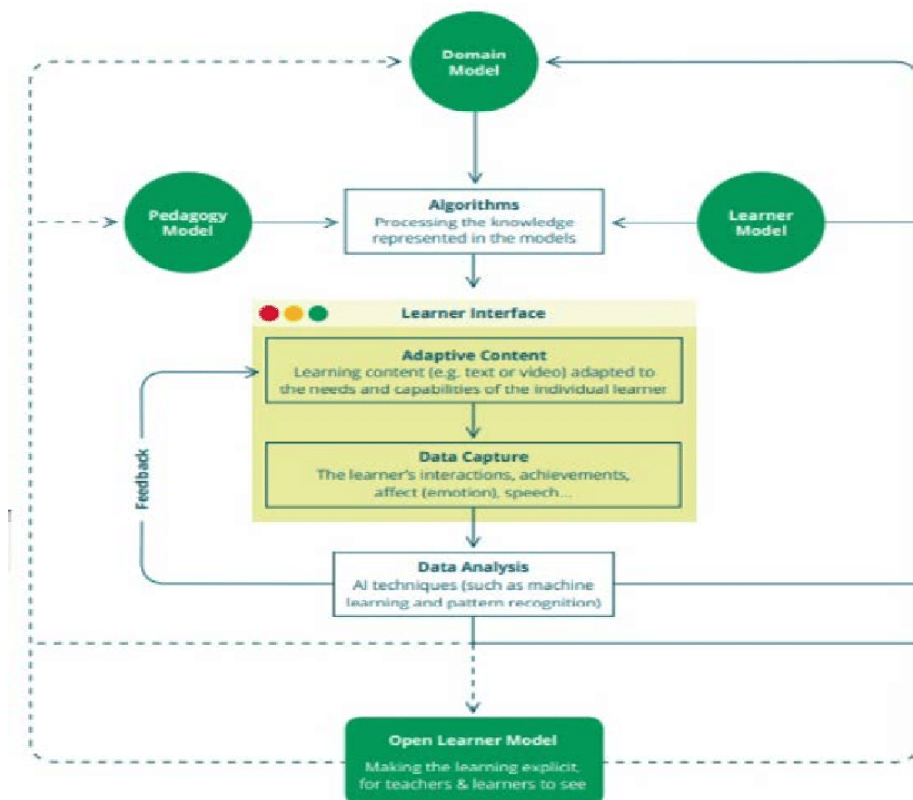 Domain
Model
Pedagogy
Model
Algorithms
Processing the knowledge
represented in the models
Learner
Model
Learner Interface
Adaptive Content
Learning content (e.g. text or video) adapted to
the needs and capabilities of the individual learner
Feedback
Data Capture
The learner's interactions, achievements,
affect (emotion), speech...
Data Analysis
AI techniques (such as machine
learning and pattern recognition)
Open Learner Model
Making the learning explicit,
for teachers & learners to see